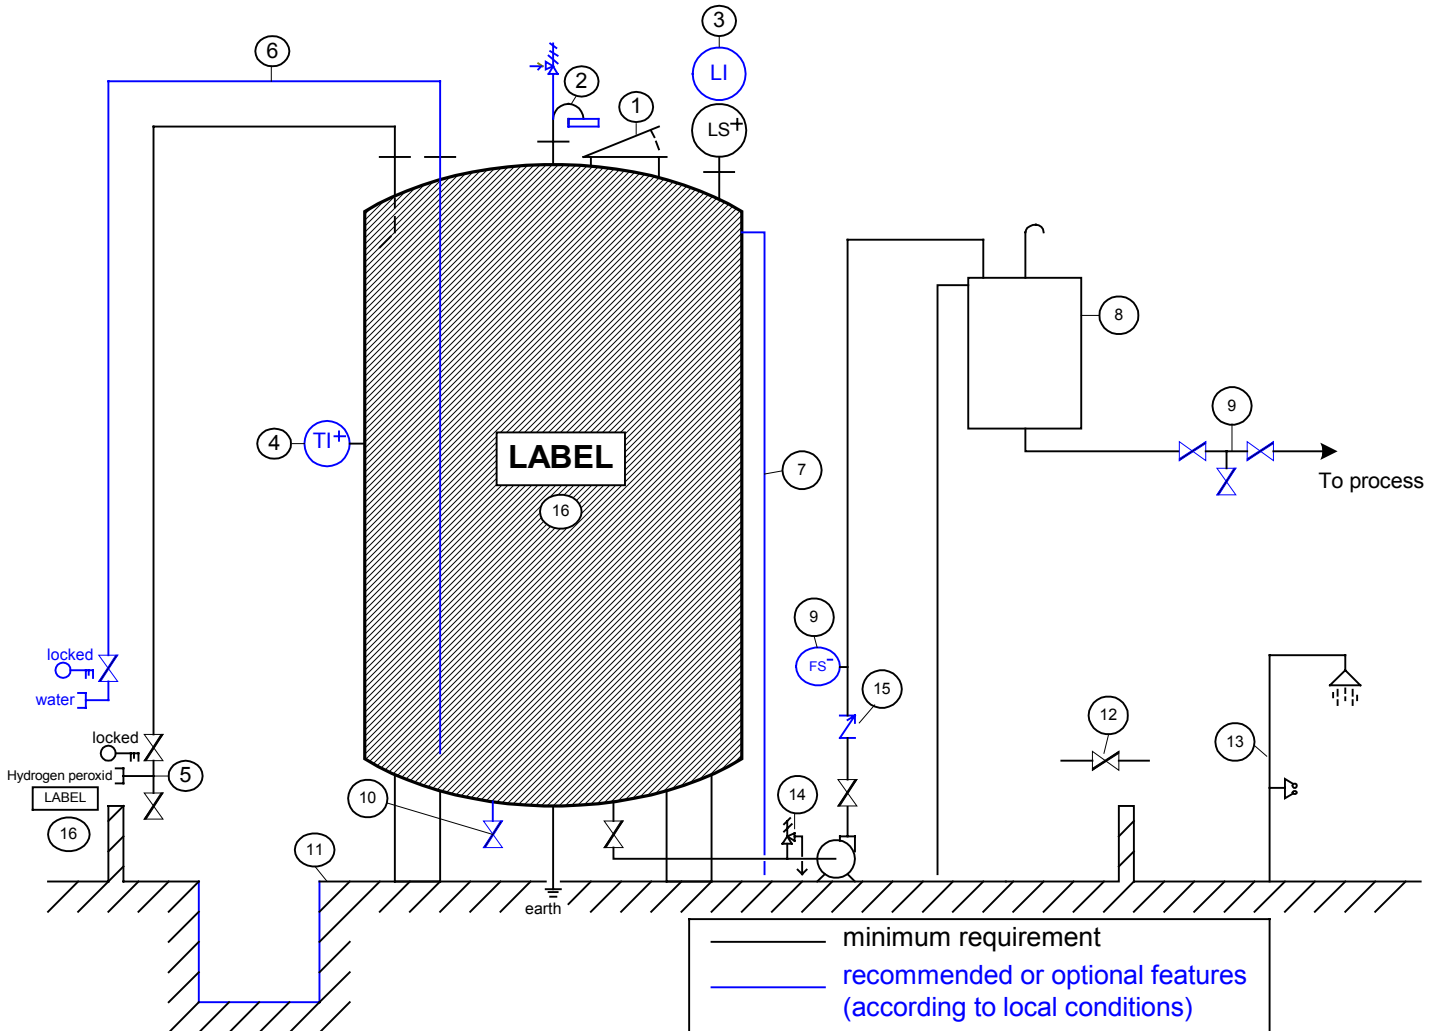 3
6
LI
2
1
LS+
8
9
4
TI+
LABEL
7
To process
16
9
FS-
locked
water
15
12
locked
13
Hydrogen peroxid
5
LABEL
10
14
16
11
earth
minimum requirement
recommended or optional features
(according to local conditions)